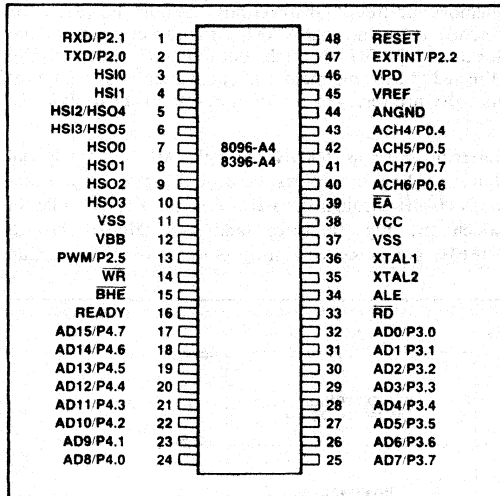 RXD/P2.1 1 48 RESET
TXD/P2.0 2 47 EXTINT/P2.2
HSI0 3 46 VPD
HSI1 4 45 VREF
HSI2/HSO4 5 44 ANGND
HSI3/HSO5 6 43 ACH4/P0.4
HSO0 7 8096-A4 42 ACH5/P0.5
HSO1 8 8396-A4 41 ACH7/P0.7
HSO2 9 40 ACH6/P0.6
HSO3 10 39 EA
VSS 11 38 VCC
VBB 12 37 VSS
PWM/P2.5 13 36 XTAL1
WR 14 35 XTAL2
BHE 15 34 ALE
READY 16 33 RD
AD15/P4.7 17 32 AD0/P3.0
AD14/P4.6 18 31 AD1/P3.1
AD13/P4.5 19 30 AD2/P3.2
AD12/P4.4 20 29 AD3/P3.3
AD11/P4.3 21 28 AD4/P3.4
AD10/P4.2 22 27 AD5/P3.5
AD9/P4.1 23 26 AD6/P3.6
AD8/P4.0 24 25 AD7/P3.7